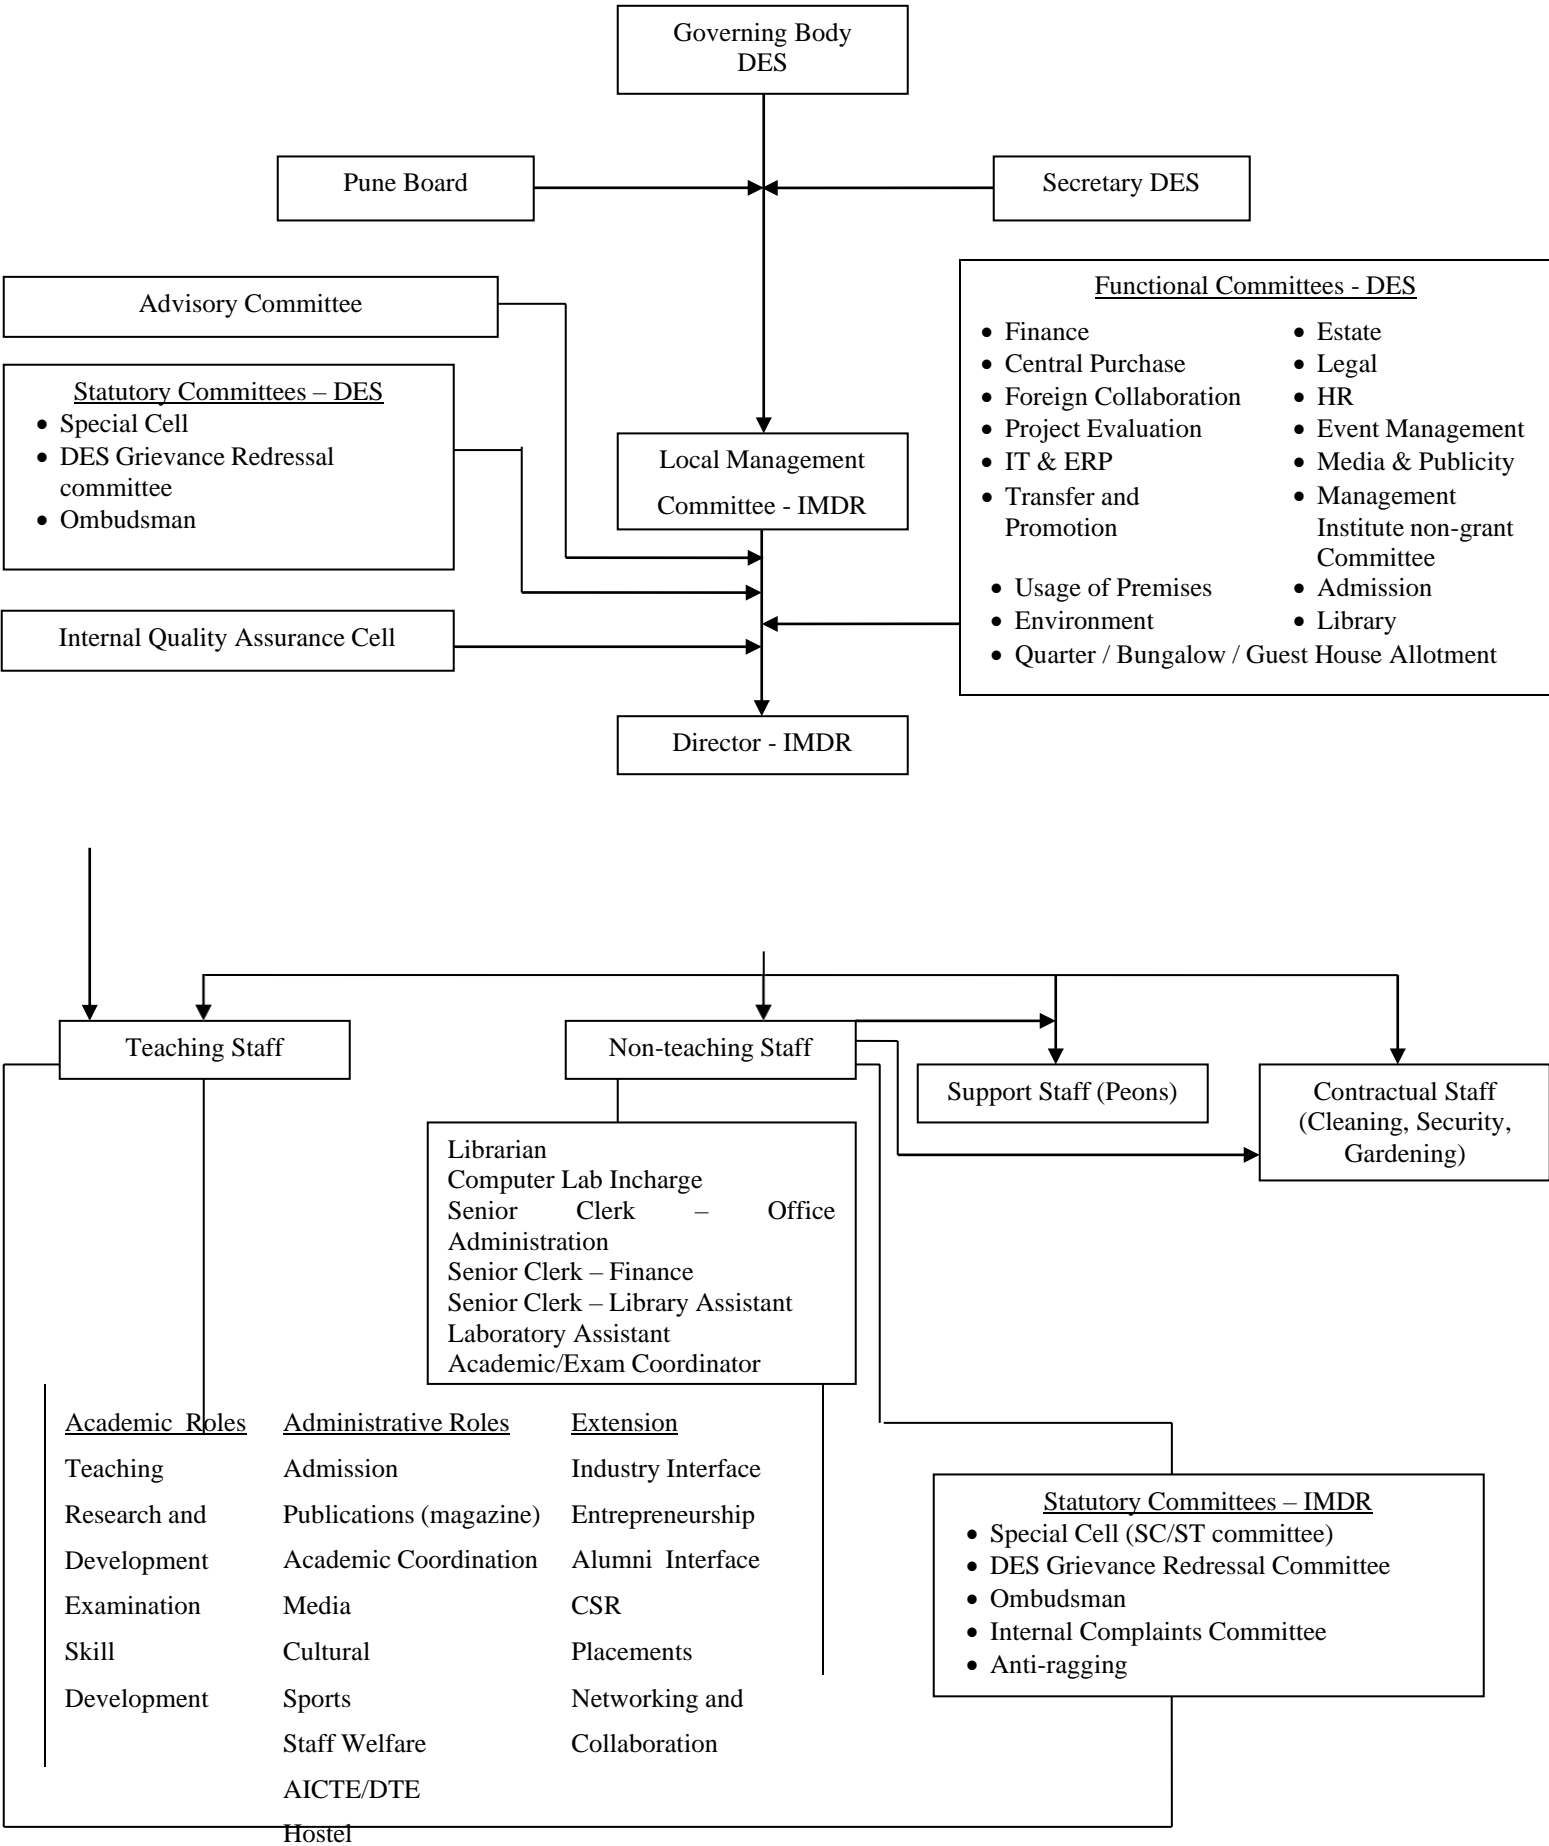 Governing Body
DES
Pune Board
Secretary DES
Advisory Committee
Statutory Committees – DES
• Special Cell
• DES Grievance Redressal
committee
• Ombudsman
Internal Quality Assurance Cell
Functional Committees - DES
• Finance
• Estate
• Central Purchase
• Legal
• Foreign Collaboration
• HR
• Project Evaluation
• Event Management
• IT & ERP
• Media & Publicity
• Transfer and
Promotion
• Management
Institute non-grant
Committee
• Usage of Premises
• Admission
• Environment
• Library
• Quarter / Bungalow / Guest House Allotment
Local Management
Committee - IMDR
Director - IMDR
Teaching Staff
Non-teaching Staff
Support Staff (Peons)
Contractual Staff
(Cleaning, Security,
Gardening)
Librarian
Computer Lab Incharge
Senior Clerk – Office
Administration
Senior Clerk – Finance
Senior Clerk – Library Assistant
Laboratory Assistant
Academic/Exam Coordinator
Academic Roles
Teaching
Research and
Development
Examination
Skill
Development
Administrative Roles
Admission
Publications (magazine)
Academic Coordination
Media
Cultural
Sports
Staff Welfare
AICTE/DTE
Hostel
Extension
Industry Interface
Entrepreneurship
Alumni Interface
CSR
Placements
Networking and
Collaboration
Statutory Committees – IMDR
• Special Cell (SC/ST committee)
• DES Grievance Redressal Committee
• Ombudsman
• Internal Complaints Committee
• Anti-ragging